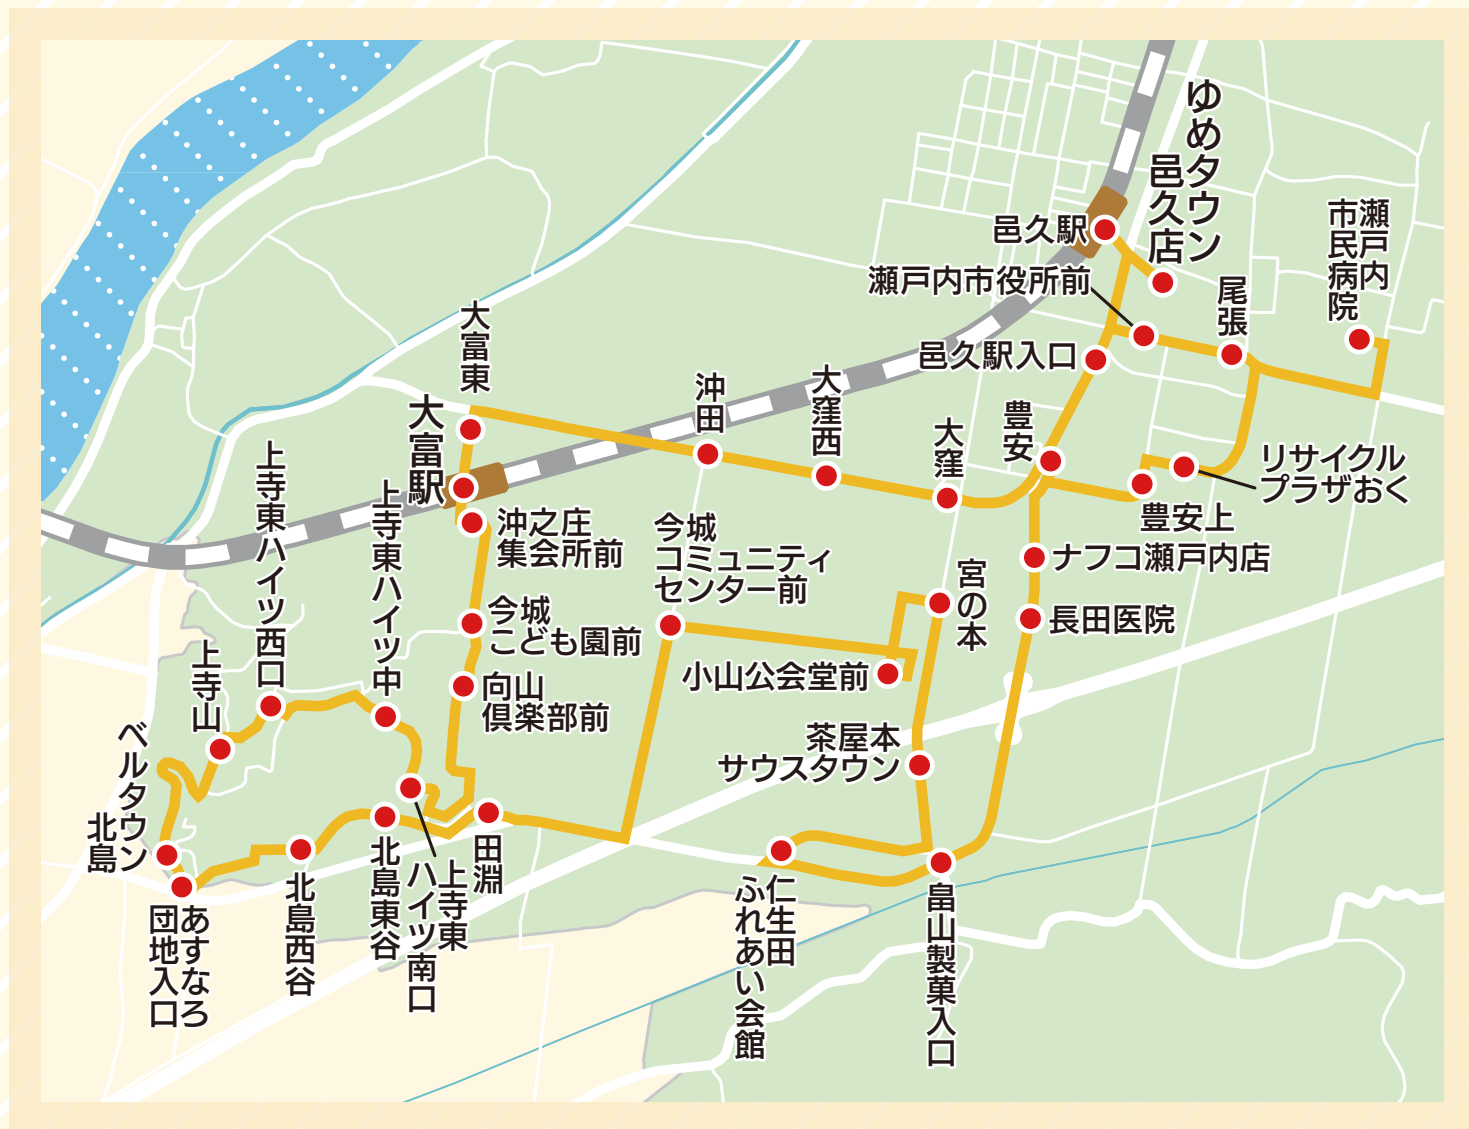 ゆめタウン
邑久店
邑久駅
瀬戸内市役所前
邑久駅入口
尾張
瀬戸内
市民病院
リサイクル
プラザおく
豊安上
豊安
大窪
大窪西
沖田
大富東
大富駅
沖之庄
集会所前
今城
こども園前
向山
倶楽部前
今城
コミュニティ
センター前
小山公会堂前
宮の本
茶屋本
サウスタウン
ナフコ瀬戸内店
長田医院
畠山製菓入口
仁生田
ふれあい会館
田淵
上寺東
ハイツ南口
上寺東ハイツ中
上寺東ハイツ西口
上寺山
ベルタウン
北島
あすなろ
団地入口
北島西谷
北島東谷